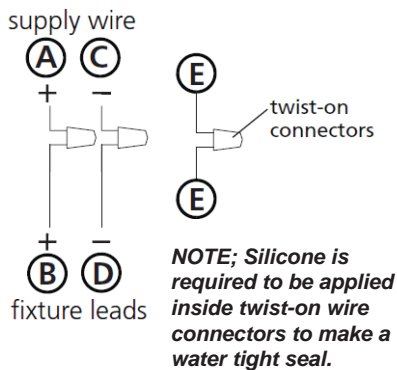 supply wire
A C
+ −
E
twist-on
connectors
E
+ −
B D
fixture leads
NOTE; Silicone is
required to be applied
inside twist-on wire
connectors to make a
water tight seal.